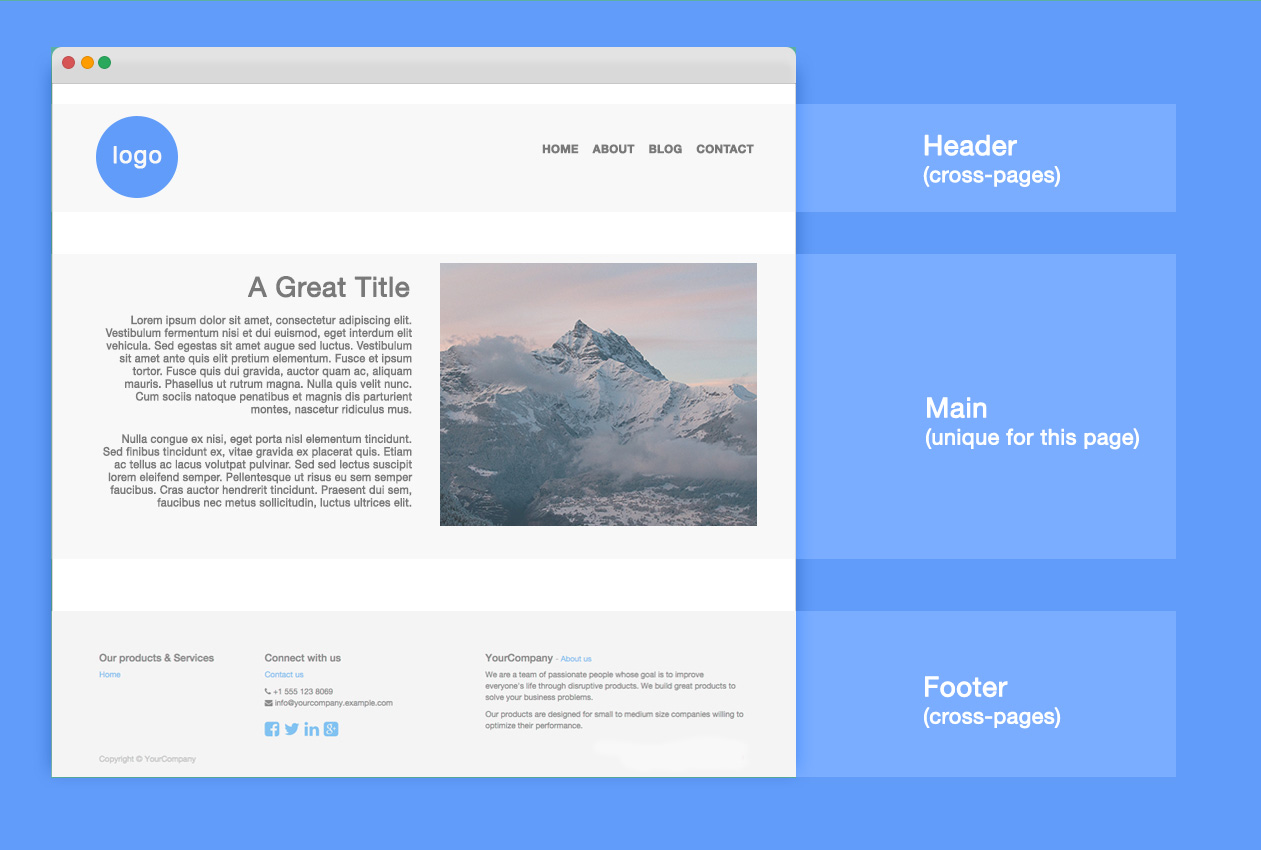 logo
HOME ABOUT BLOG CONTACT
Header
(cross-pages)
A Great Title
Lorem ipsum dolor sit amet, consectetur adipiscing elit.
Vestibulum fermentum nisi et dui euismod, eget interdum elit
vehicula. Sed egestas sit amet augue sed luctus. Vestibulum
sit amet ante quis elit pretium elementum. Fusce et ipsum
tortor. Fusce quis dui gravida, auctor quam ac, aliquam
mauris. Phasellus ut rutrum magna. Nulla quis velit nunc.
Cum sociis natoque penatibus et magnis dis parturient
montes, nascetur ridiculus mus.
Nulla congue ex nisi, eget porta nisl elementum tincidunt.
Sed finibus tincidunt ex, vitae gravida ex placerat quis. Etiam
ac tellus ac lacus volutpat pulvinar. Sed sed lectus suscipit
lorem eleifend semper. Pellentesque ut risus eu sem semper
faucibus. Cras auctor hendrerit tincidunt. Praesent dui sem,
faucibus nec metus sollicitudin, luctus ultrices elit.
Main
(unique for this page)
Our products & Services
Home
Connect with us
Contact us
+1 555 123 8069
info@yourcompany.example.com
YourCompany - About us
We are a team of passionate people whose goal is to improve
everyone's life through disruptive products. We build great products to
solve your business problems.
Our products are designed for small to medium size companies willing to
optimize their performance.
Copyright © YourCompany
Footer
(cross-pages)